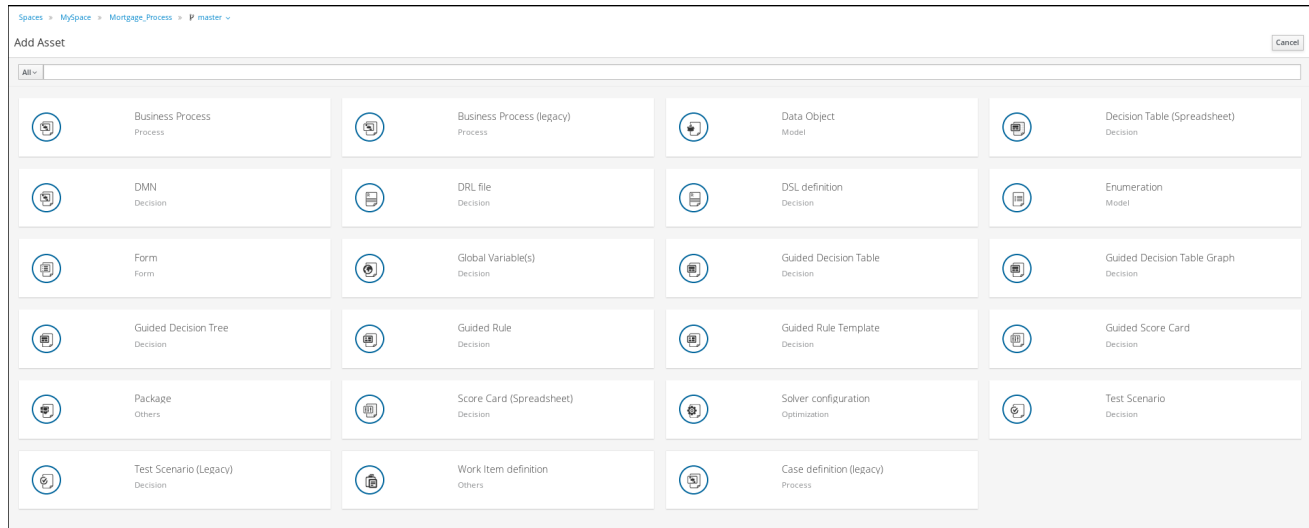 Spaces » MySpace » Mortgage_Process » master
Add Asset
Cancel
All
Business Process
Process
Business Process (legacy)
Process
Data Object
Model
Decision Table (Spreadsheet)
Decision
DMN
Decision
DRL file
Decision
DSL definition
Decision
Enumeration
Model
Form
Form
Global Variable(s)
Decision
Guided Decision Table
Decision
Guided Decision Table Graph
Decision
Guided Decision Tree
Decision
Guided Rule
Decision
Guided Rule Template
Decision
Guided Score Card
Decision
Package
Others
Score Card (Spreadsheet)
Decision
Solver configuration
Optimization
Test Scenario
Decision
Test Scenario (Legacy)
Decision
Work Item definition
Others
Case definition (legacy)
Process